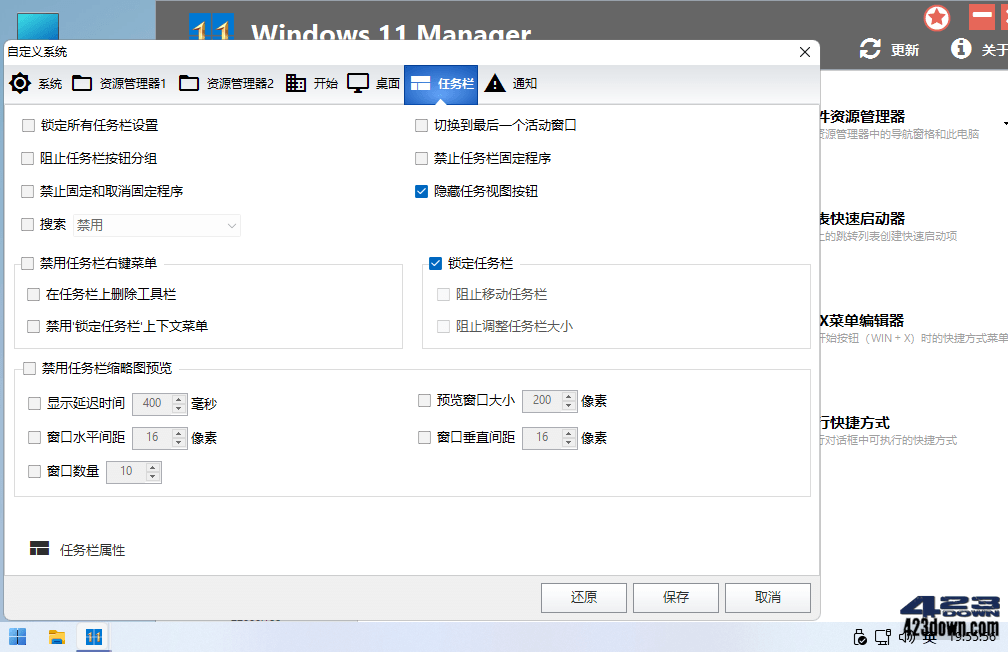 11 Windows 11 Manager
更新
关于
自定义系统
系统 资源管理器1 资源管理器2 开始 桌面 任务栏 通知
锁定所有任务栏设置
切换到最后一个活动窗口
阻止任务栏按钮分组
禁止任务栏固定程序
禁止固定和取消固定程序
隐藏任务视图按钮
搜索 禁用
禁用任务栏右键菜单
在任务栏上删除工具栏
禁用'锁定任务栏'上下文菜单
锁定任务栏
阻止移动任务栏
阻止调整任务栏大小
禁用任务栏缩略图预览
显示延迟时间 400 毫秒
预览窗口大小 200 像素
窗口水平间距 16 像素
窗口垂直间距 16 像素
窗口数量 10
任务栏属性
还原 保存 取消
件资源管理器
资源管理器中的导航窗格和此电脑
表快速启动器
上的跳转列表创建快速启动项
X菜单编辑器
开始按钮（WIN + X）时的快捷方式菜单
行快捷方式
行对话框中可执行的快捷方式
423
423down.com
11
英